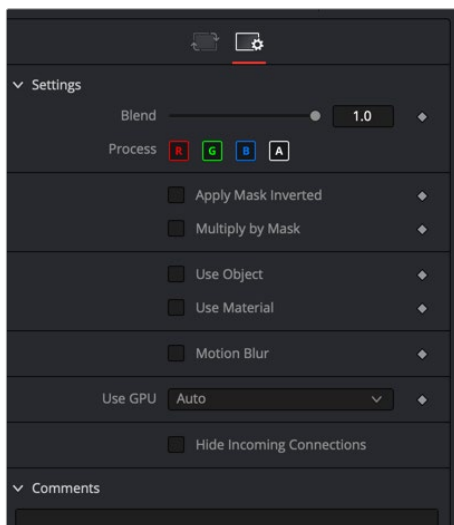 Settings
Blend 1.0
Process R G B A
Apply Mask Inverted
Multiply by Mask
Use Object
Use Material
Motion Blur
Use GPU Auto
Hide Incoming Connections
Comments